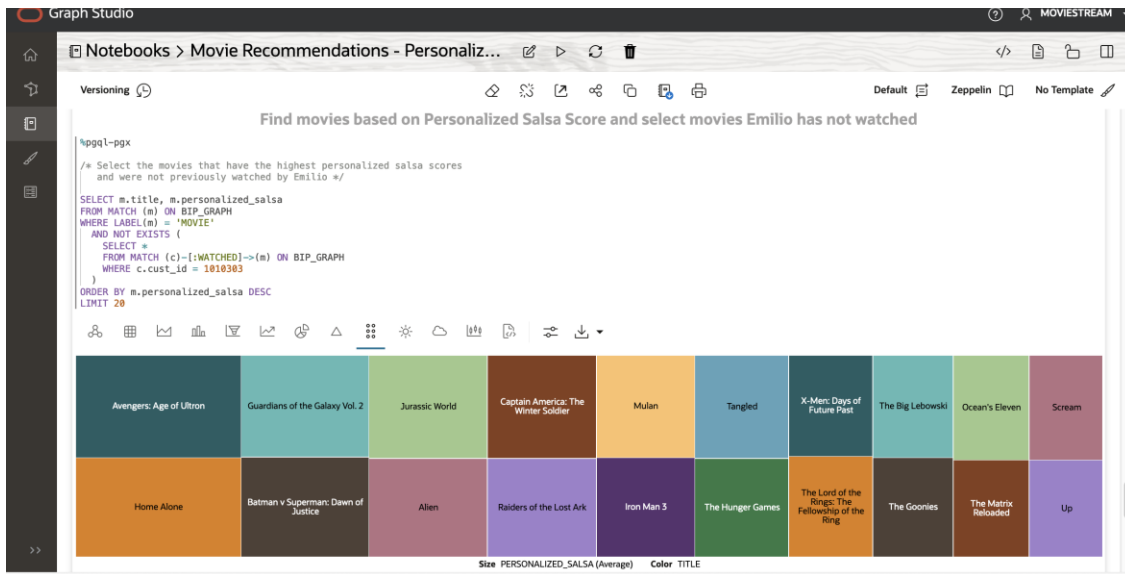 Graph Studio
MOVIESTREAM
Notebooks > Movie Recommendations - Personaliz...
Versioning
Default
Zeppelin
No Template
Find movies based on Personalized Salsa Score and select movies Emilio has not watched
%pgql-pgx
/* Select the movies that have the highest personalized salsa scores
and were not previously watched by Emilio */
SELECT m.title, m.personalized_salsa
FROM MATCH (m) ON BIP_GRAPH
WHERE LABEL(m) = 'MOVIE'
AND NOT EXISTS (
SELECT *
FROM MATCH (c)-[:WATCHED]->(m) ON BIP_GRAPH
WHERE c.cust_id = 1010303
)
ORDER BY m.personalized_salsa DESC
LIMIT 20
Avengers: Age of Ultron
Guardians of the Galaxy Vol. 2
Jurassic World
Captain America: The
Winter Soldier
Mulan
Tangled
X-Men: Days of
Future Past
The Big Lebowski
Ocean's Eleven
Scream
Home Alone
Batman v Superman: Dawn of
Justice
Alien
Raiders of the Lost Ark
Iron Man 3
The Hunger Games
The Lord of the
Rings: The
Fellowship of the
Ring
The Goonies
The Matrix
Reloaded
Up
Size PERSONALIZED_SALSA (Average) Color TITLE